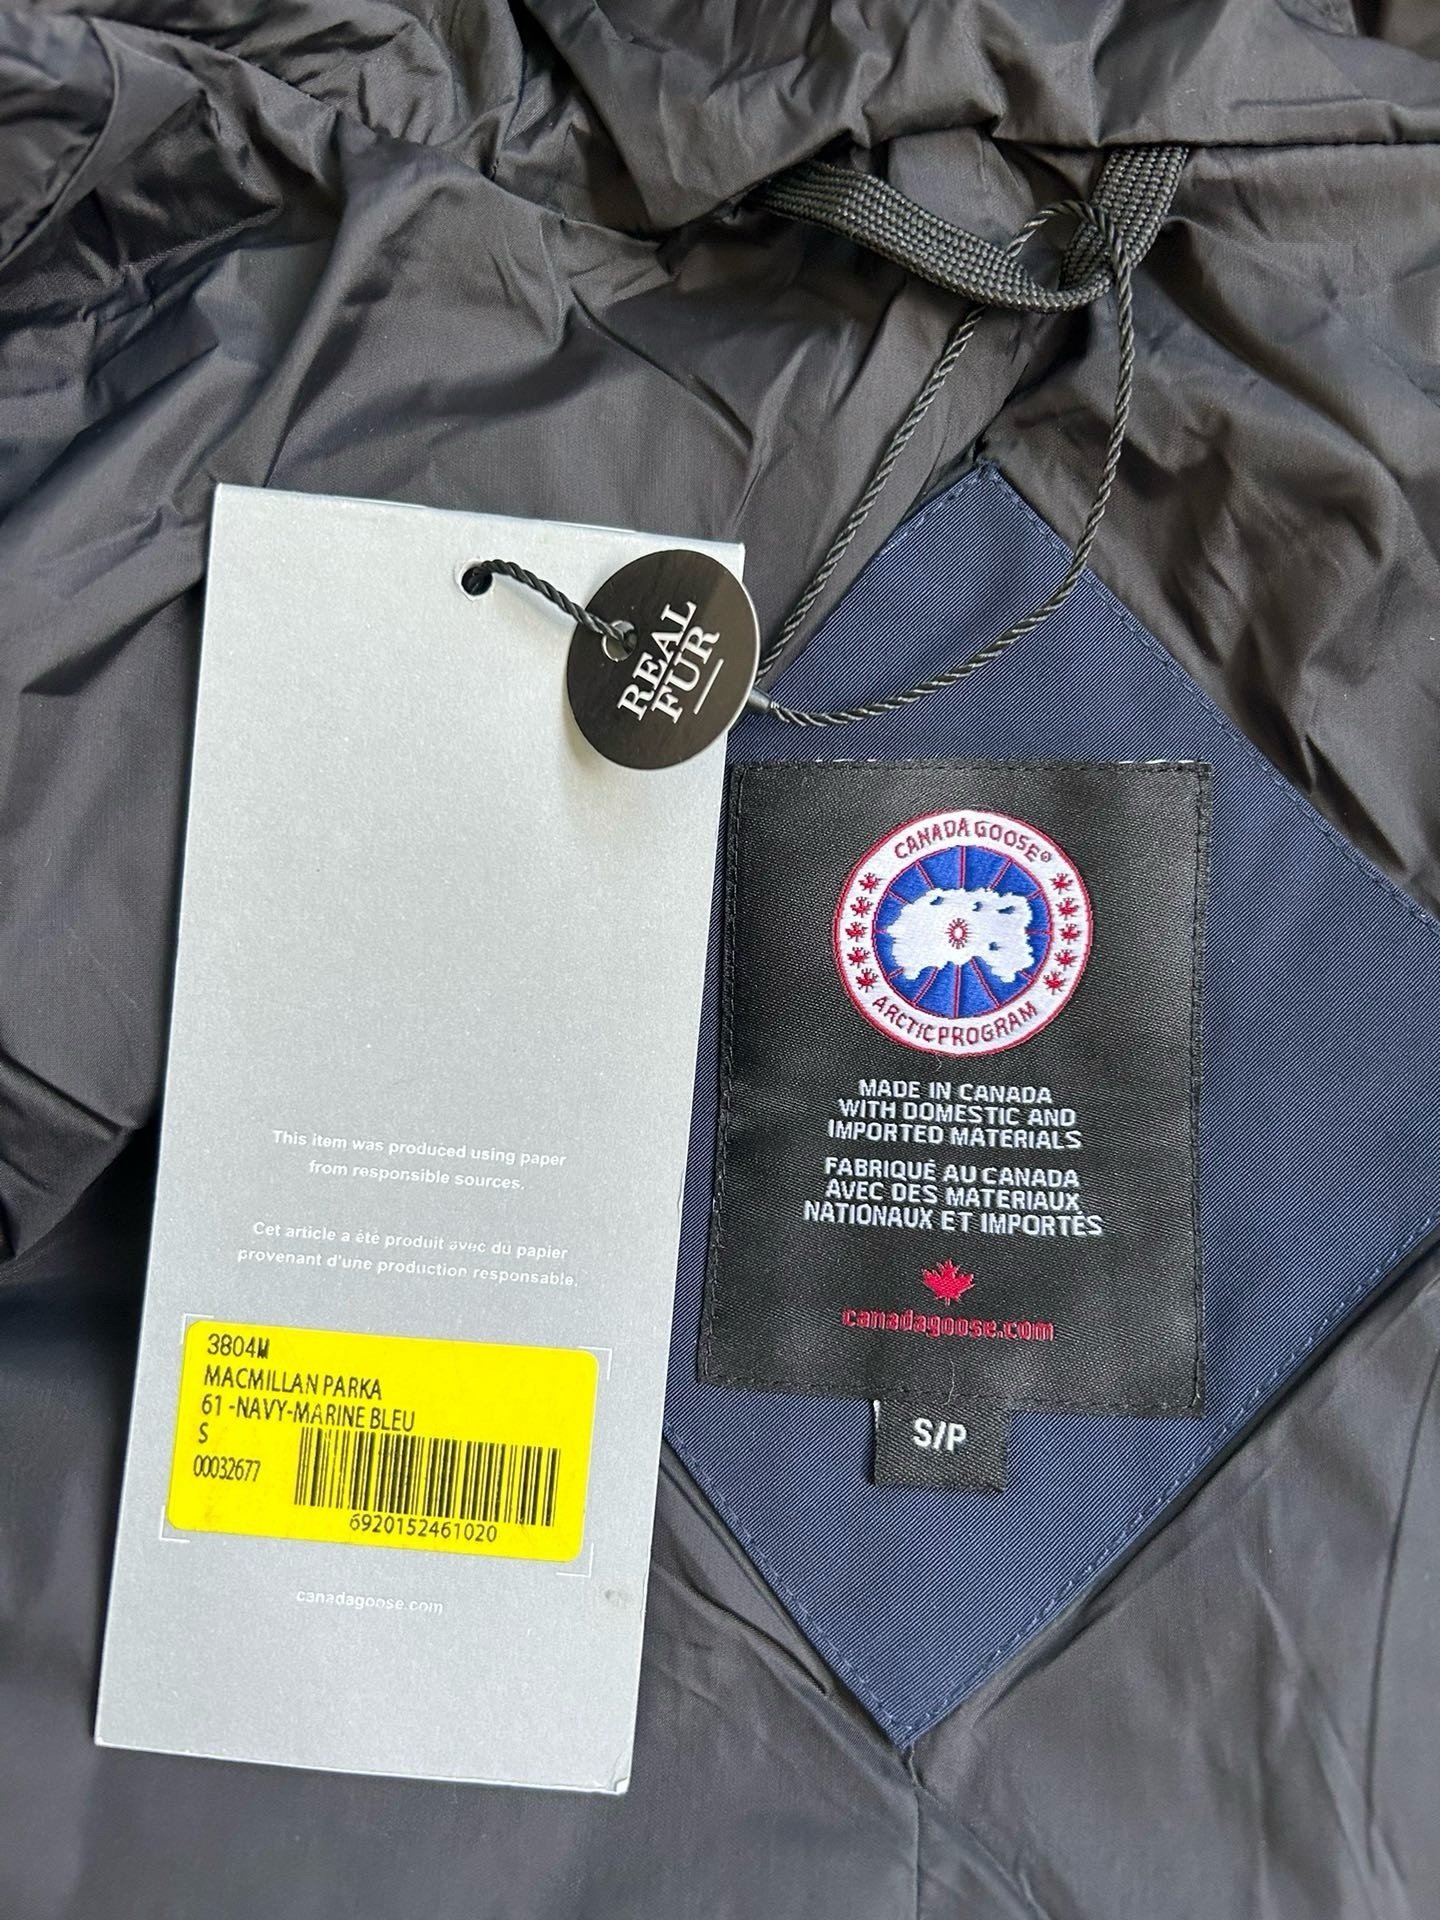 REAL
FUR
This item was produced using paper
from responsible sources.
Cet article a été produit avec du papier
provenant d'une production responsable.
3804M
MACMILLAN PARKA
61 -NAVY-MARINE BLEU
S
00032677
6920152461020
canadagoose.com
CANADA GOOSE®
ARCTIC PROGRAM
MADE IN CANADA
WITH DOMESTIC AND
IMPORTED MATERIALS
FABRIQUÉ AU CANADA
AVEC DES MATERIAUX
NATIONAUX ET IMPORTÉS
canadagoose.com
S/P